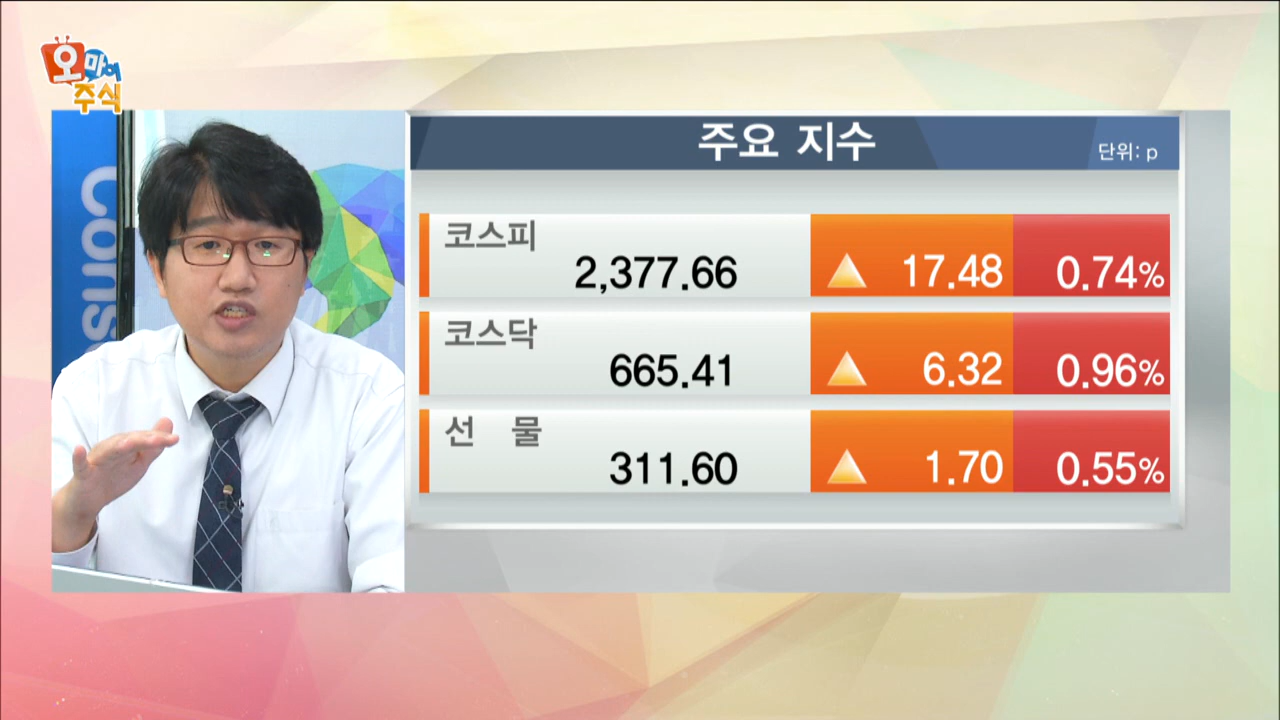 오 마이
주식
Cons
주요 지수
단위: p
코스피
2,377.66 ▲ 17.48 0.74%
코스닥
665.41 ▲ 6.32 0.96%
선 물
311.60 ▲ 1.70 0.55%